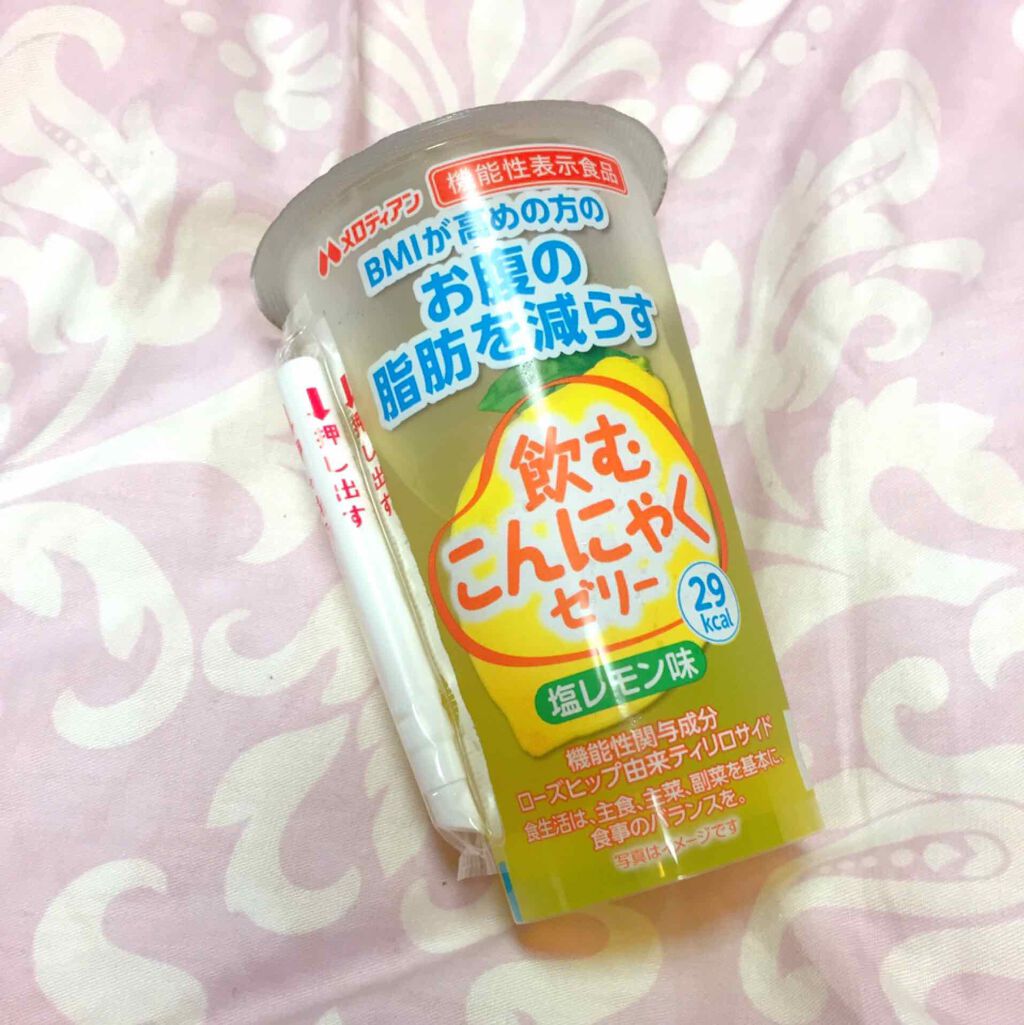 メロディアン
機能性表示食品
BMIが高めの方の
お腹の
脂肪を減らす
飲む
こんにゃく
ゼリー
29
kcal
塩レモン味
機能性関与成分
ローズヒップ由来ティリロサイド
食生活は、主食、主菜、副菜を基本に、
食事のバランスを。
写真はイメージです
押し出す
押し出す